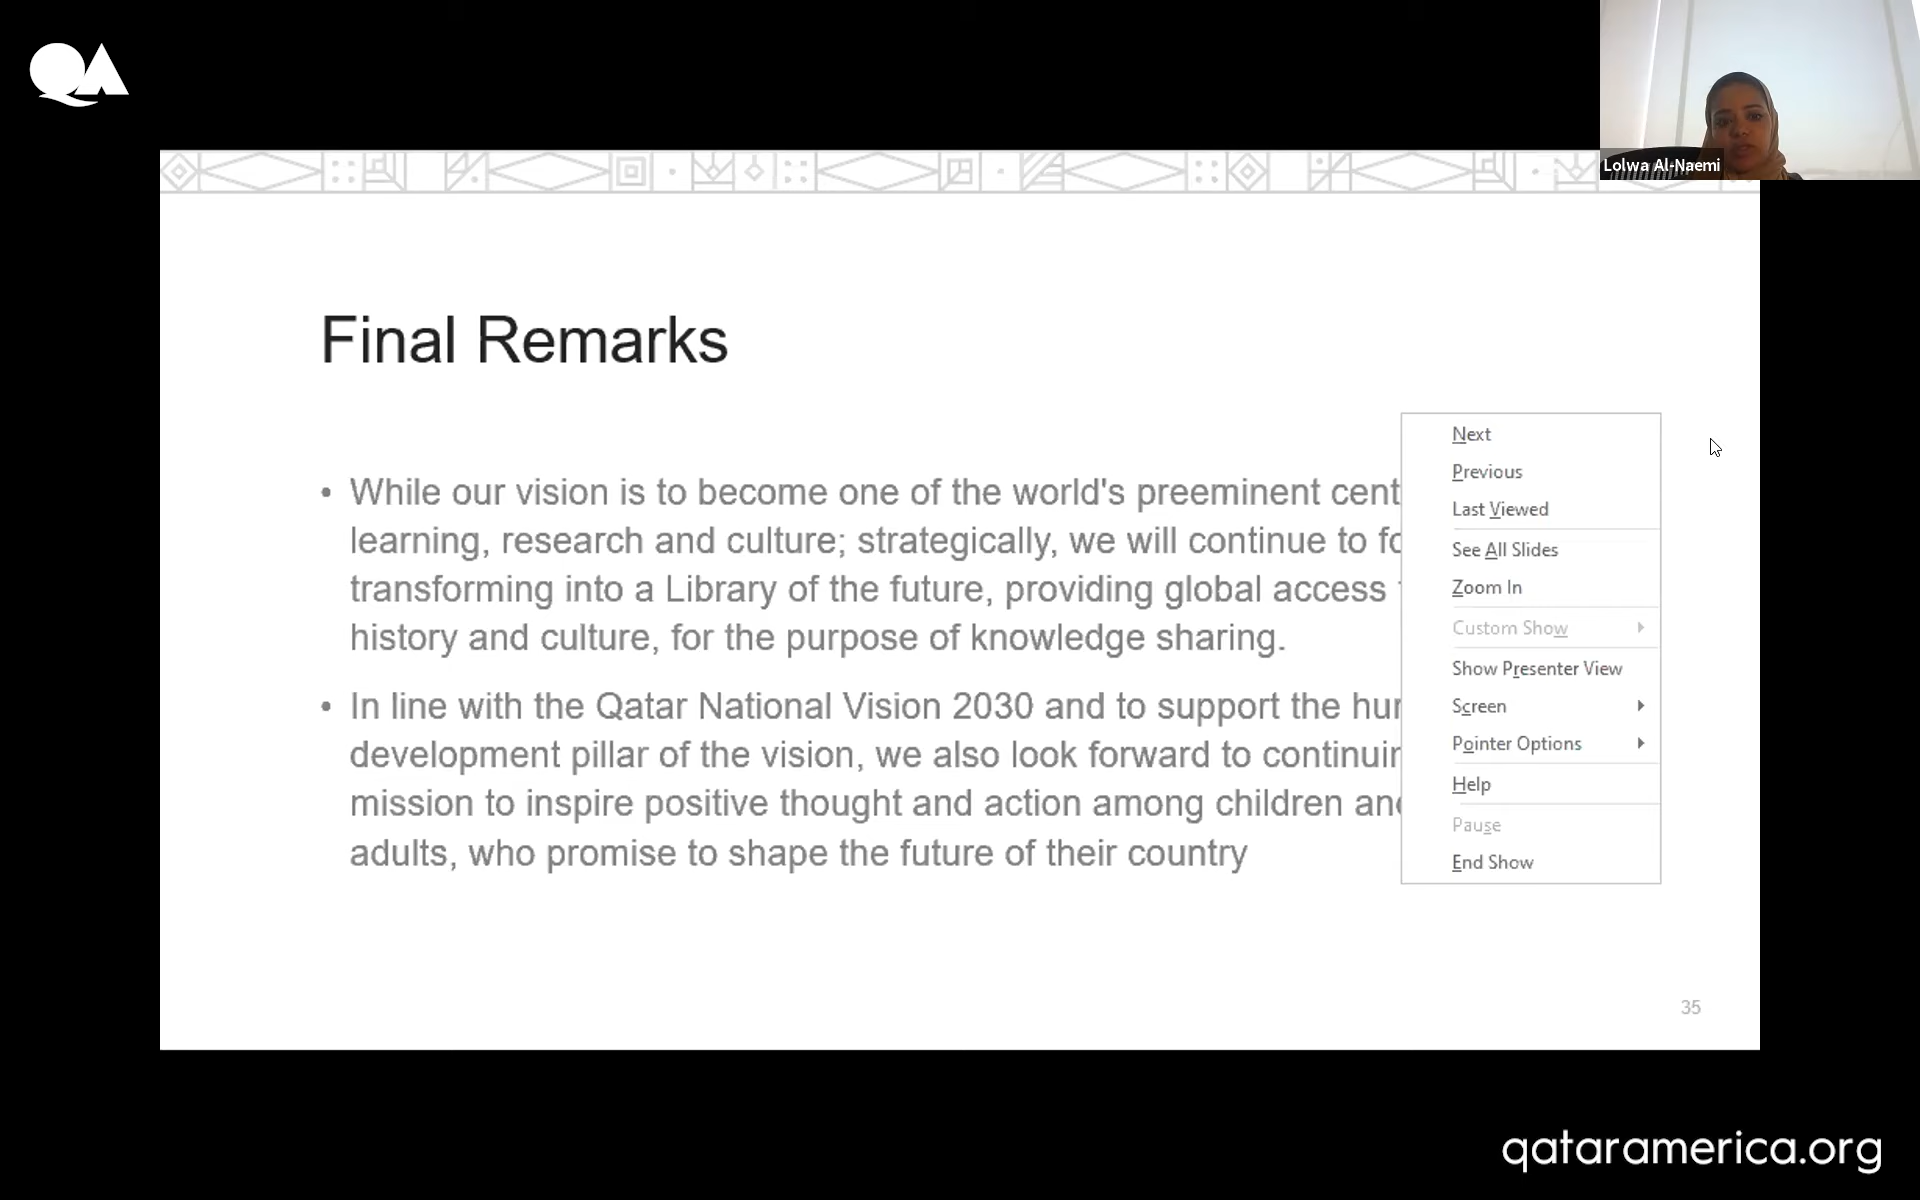 QA
Lolwa Al-Naemi
Final Remarks
• While our vision is to become one of the world's preeminent
learning, research and culture; strategically, we will continue to
transforming into a Library of the future, providing global access
history and culture, for the purpose of knowledge sharing.
• In line with the Qatar National Vision 2030 and to support the
development pillar of the vision, we also look forward to
mission to inspire positive thought and action among children
adults, who promise to shape the future of their country
Next
Previous
Last Viewed
See All Slides
Zoom In
Custom Show
Show Presenter View
Screen
Pointer Options
Help
Pause
End Show
35
qataramerica.org